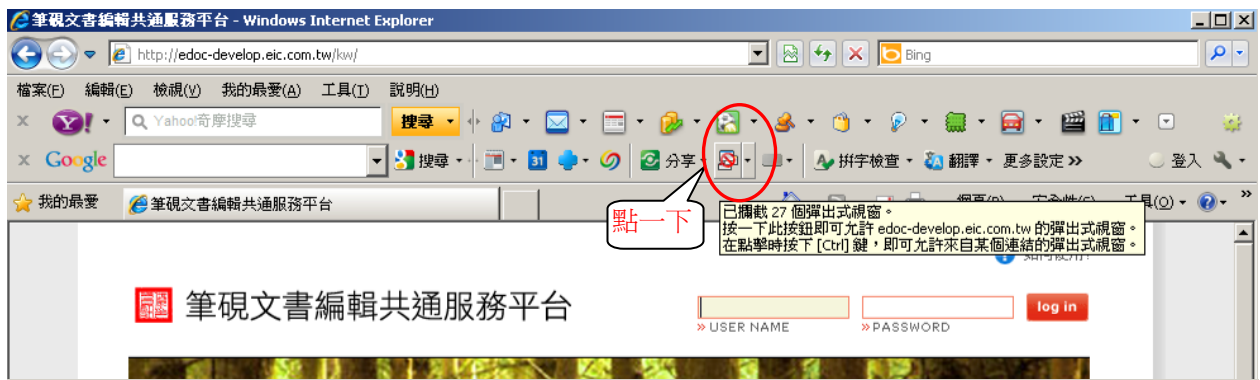 筆硯文書編輯共通服務平台 - Windows Internet Explorer
http://edoc-develop.eic.com.tw/kw/
Bing
檔案(F) 編輯(E) 檢視(V) 我的最愛(A) 工具(T) 說明(H)
Y! Yahoo!奇摩搜尋 搜尋
Google 搜尋 31 分享 拼字檢查 翻譯 更多設定 >> 登入
我的最愛 筆硯文書編輯共通服務平台 網頁(P) 安全性(S) 工具(O)
點一下
已攔截 27 個彈出式視窗。
按一下此按鈕即可允許 edoc-develop.eic.com.tw 的彈出式視窗。
在點擊時按下 [Ctrl] 鍵，即可允許來自某個連結的彈出式視窗。
如何使用?
筆硯文書編輯共通服務平台
log in
» USER NAME » PASSWORD